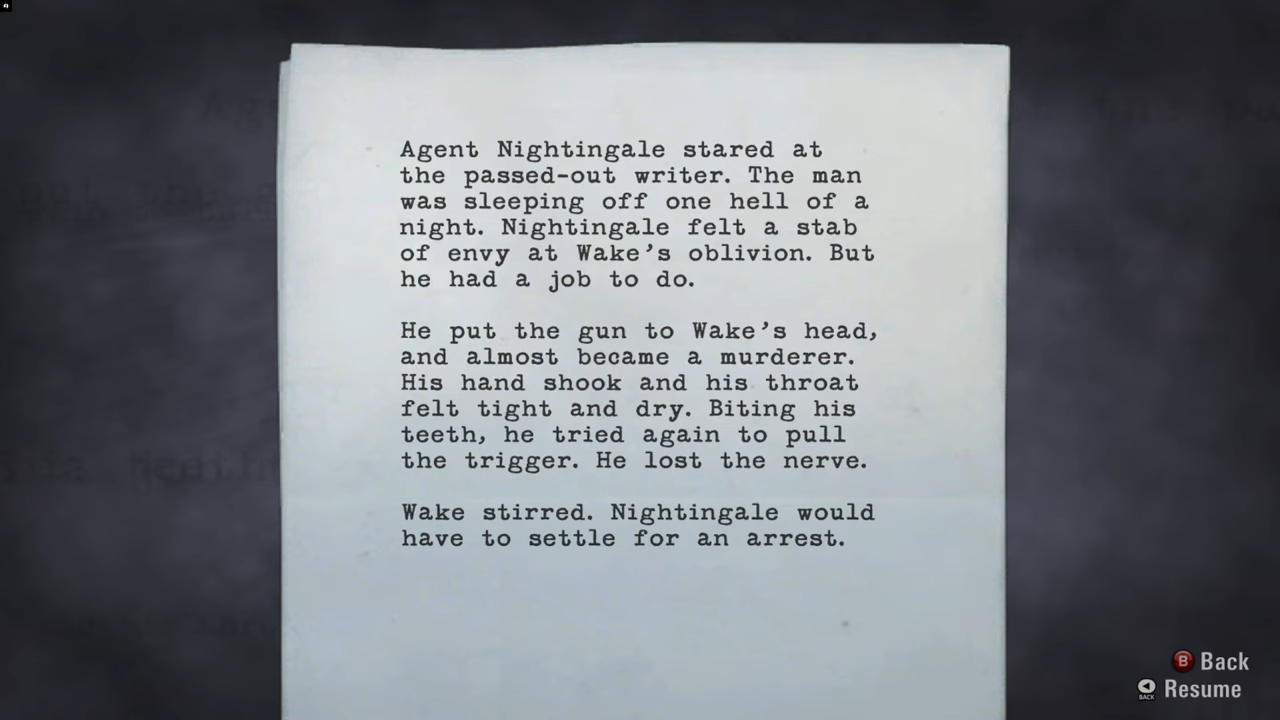 Agent Nightingale stared at
the passed-out writer. The man
was sleeping off one hell of a
night. Nightingale felt a stab
of envy at Wake’s oblivion. But
he had a job to do.
He put the gun to Wake’s head,
and almost became a murderer.
His hand shook and his throat
felt tight and dry. Biting his
teeth, he tried again to pull
the trigger. He lost the nerve.
Wake stirred. Nightingale would
have to settle for an arrest.
B Back
BACK Resume